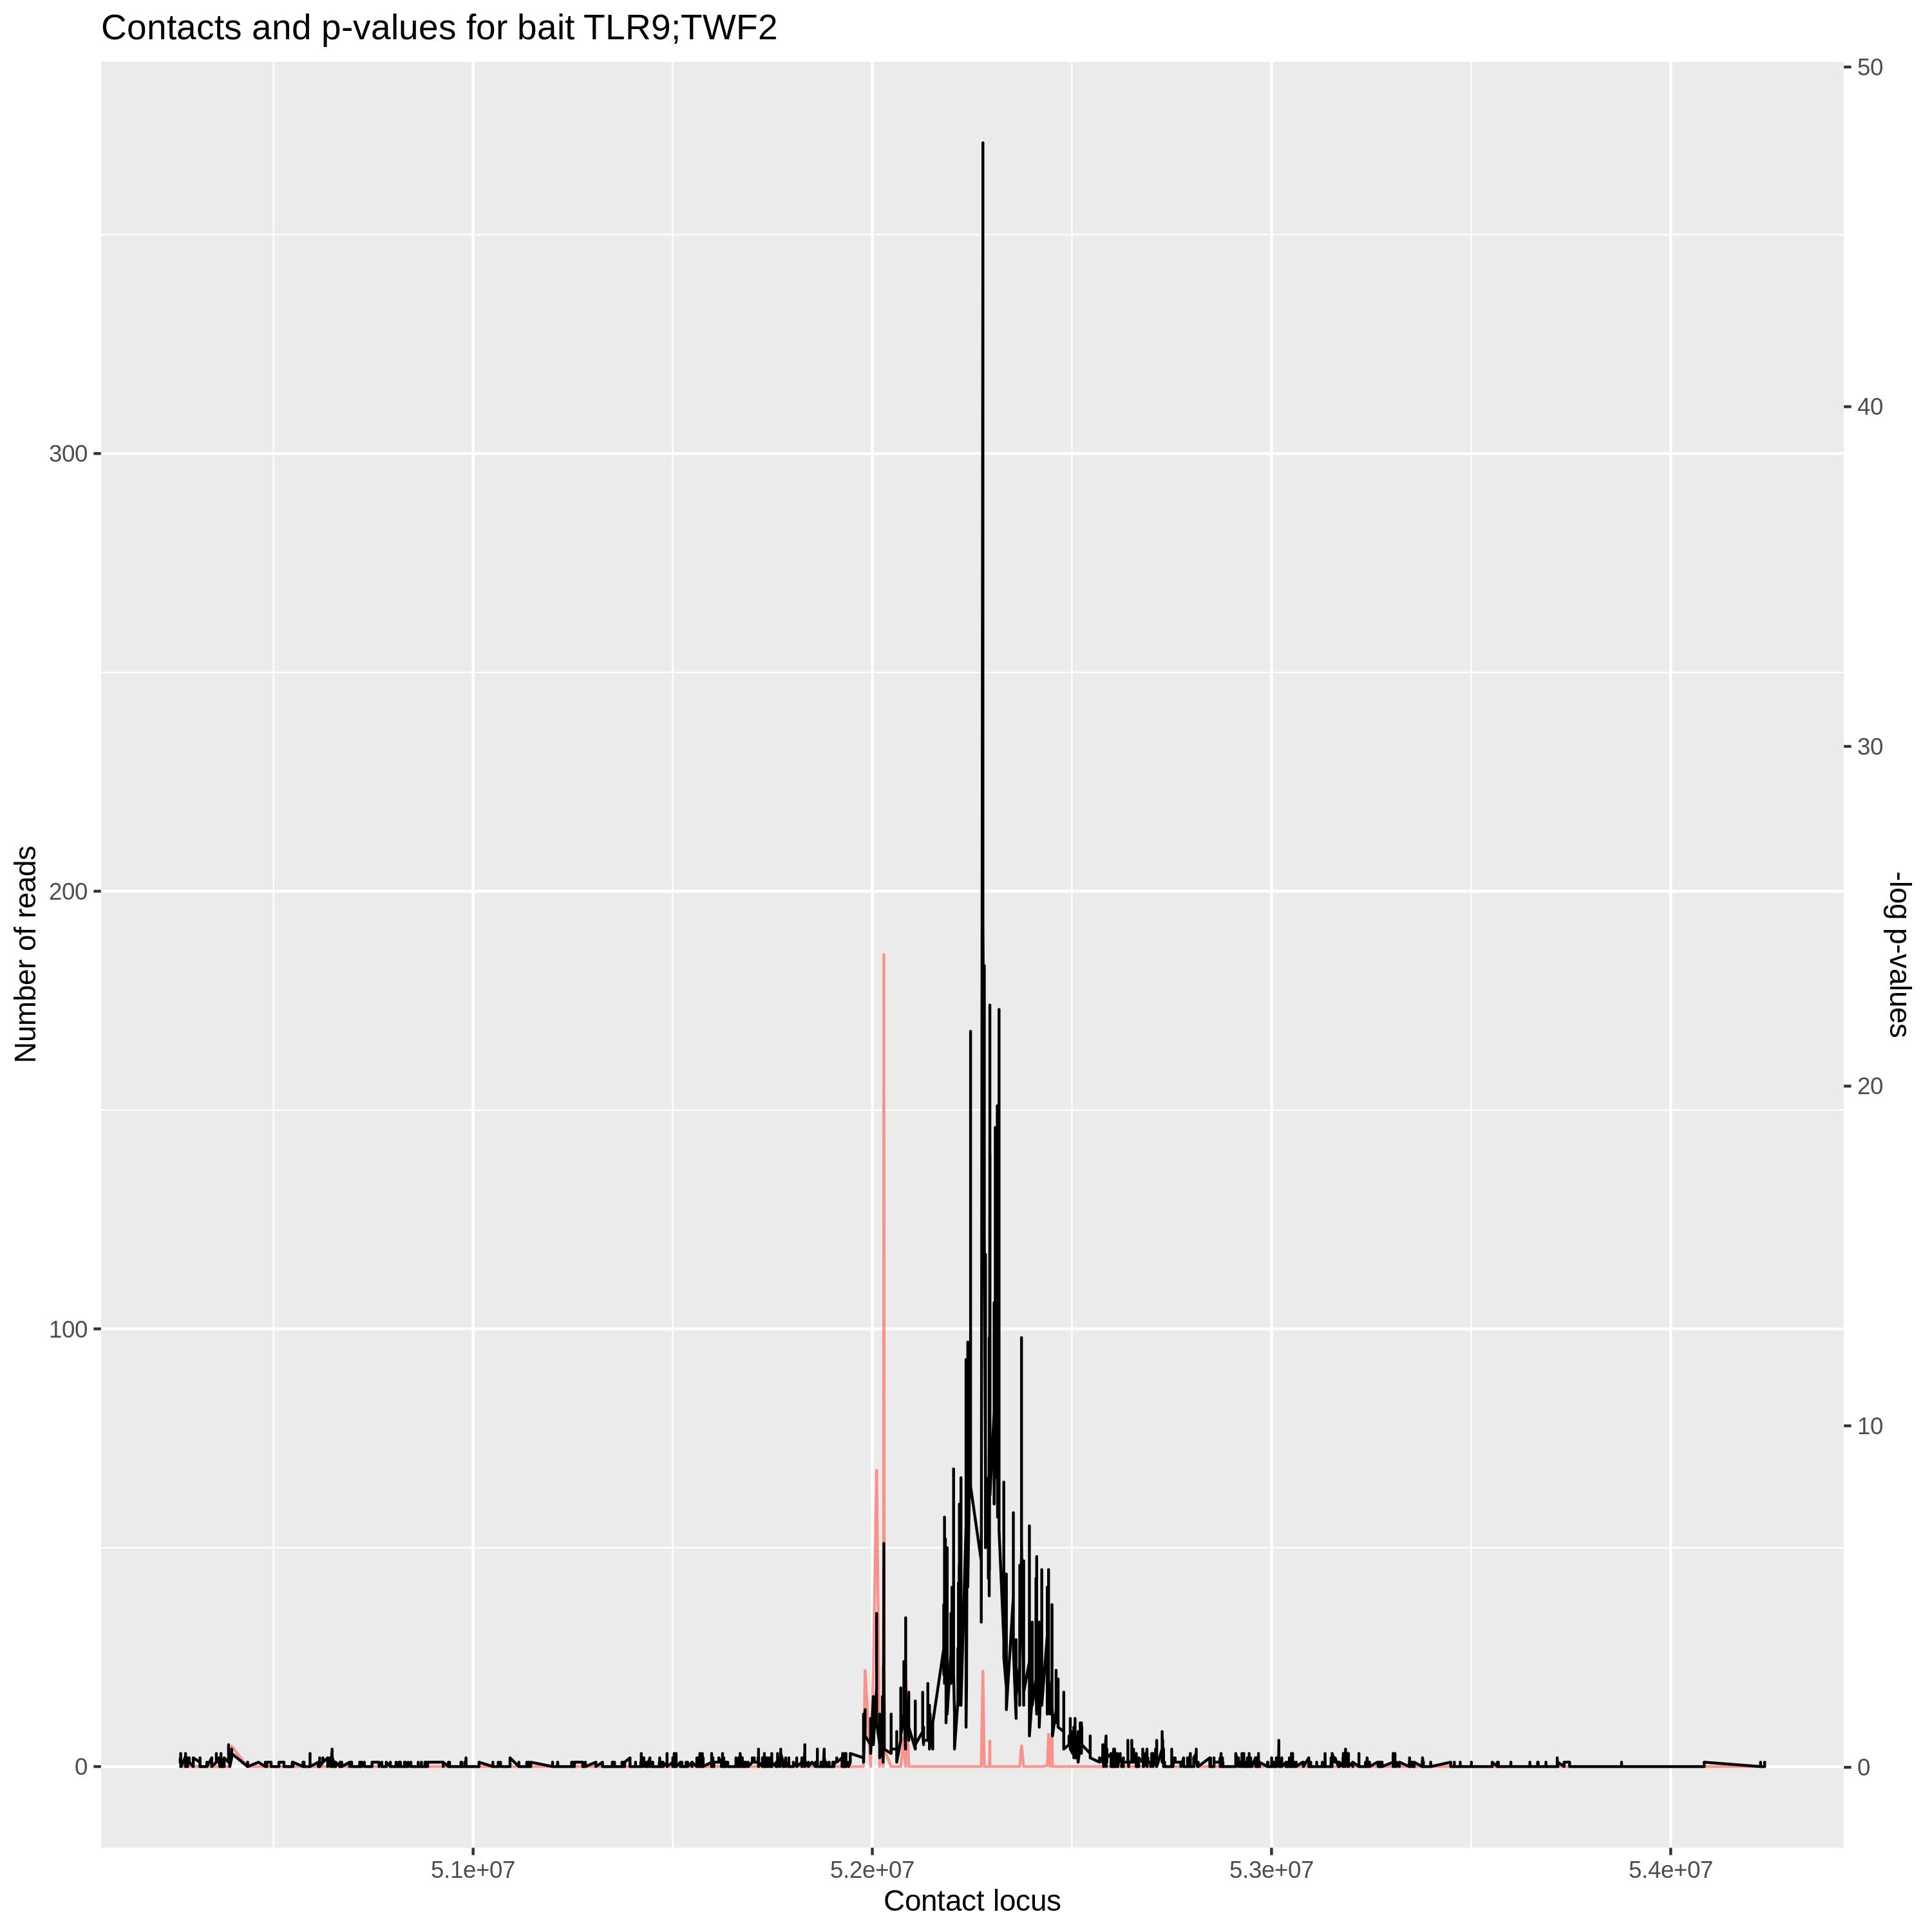 Contacts and p-values for bait TLR9;TWF2
Number of reads
300
200
100
0
50
40
30
20
10
0
-log p-values
5.1e+07
5.2e+07
5.3e+07
5.4e+07
Contact locus